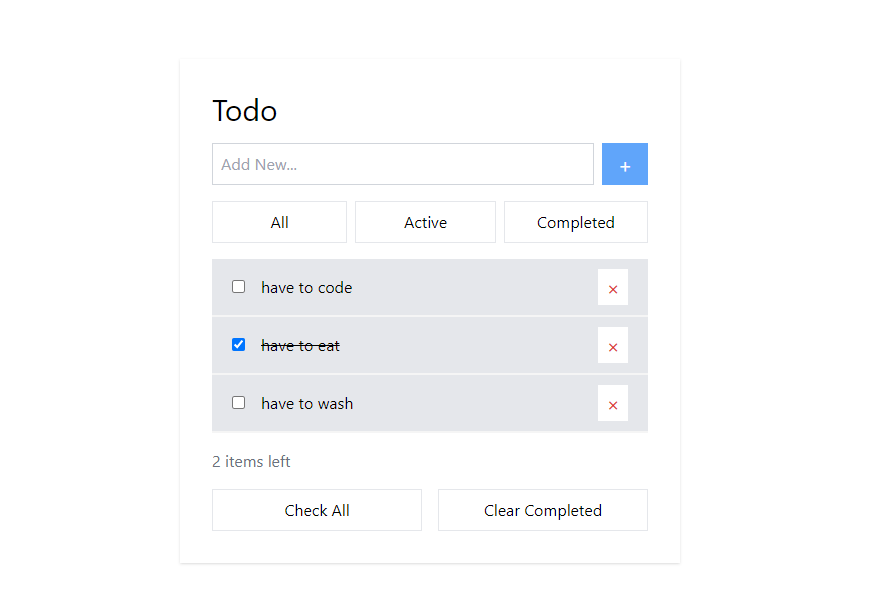 Todo
Add New... +
All Active Completed
have to code ×
have to eat ×
have to wash ×
2 items left
Check All Clear Completed